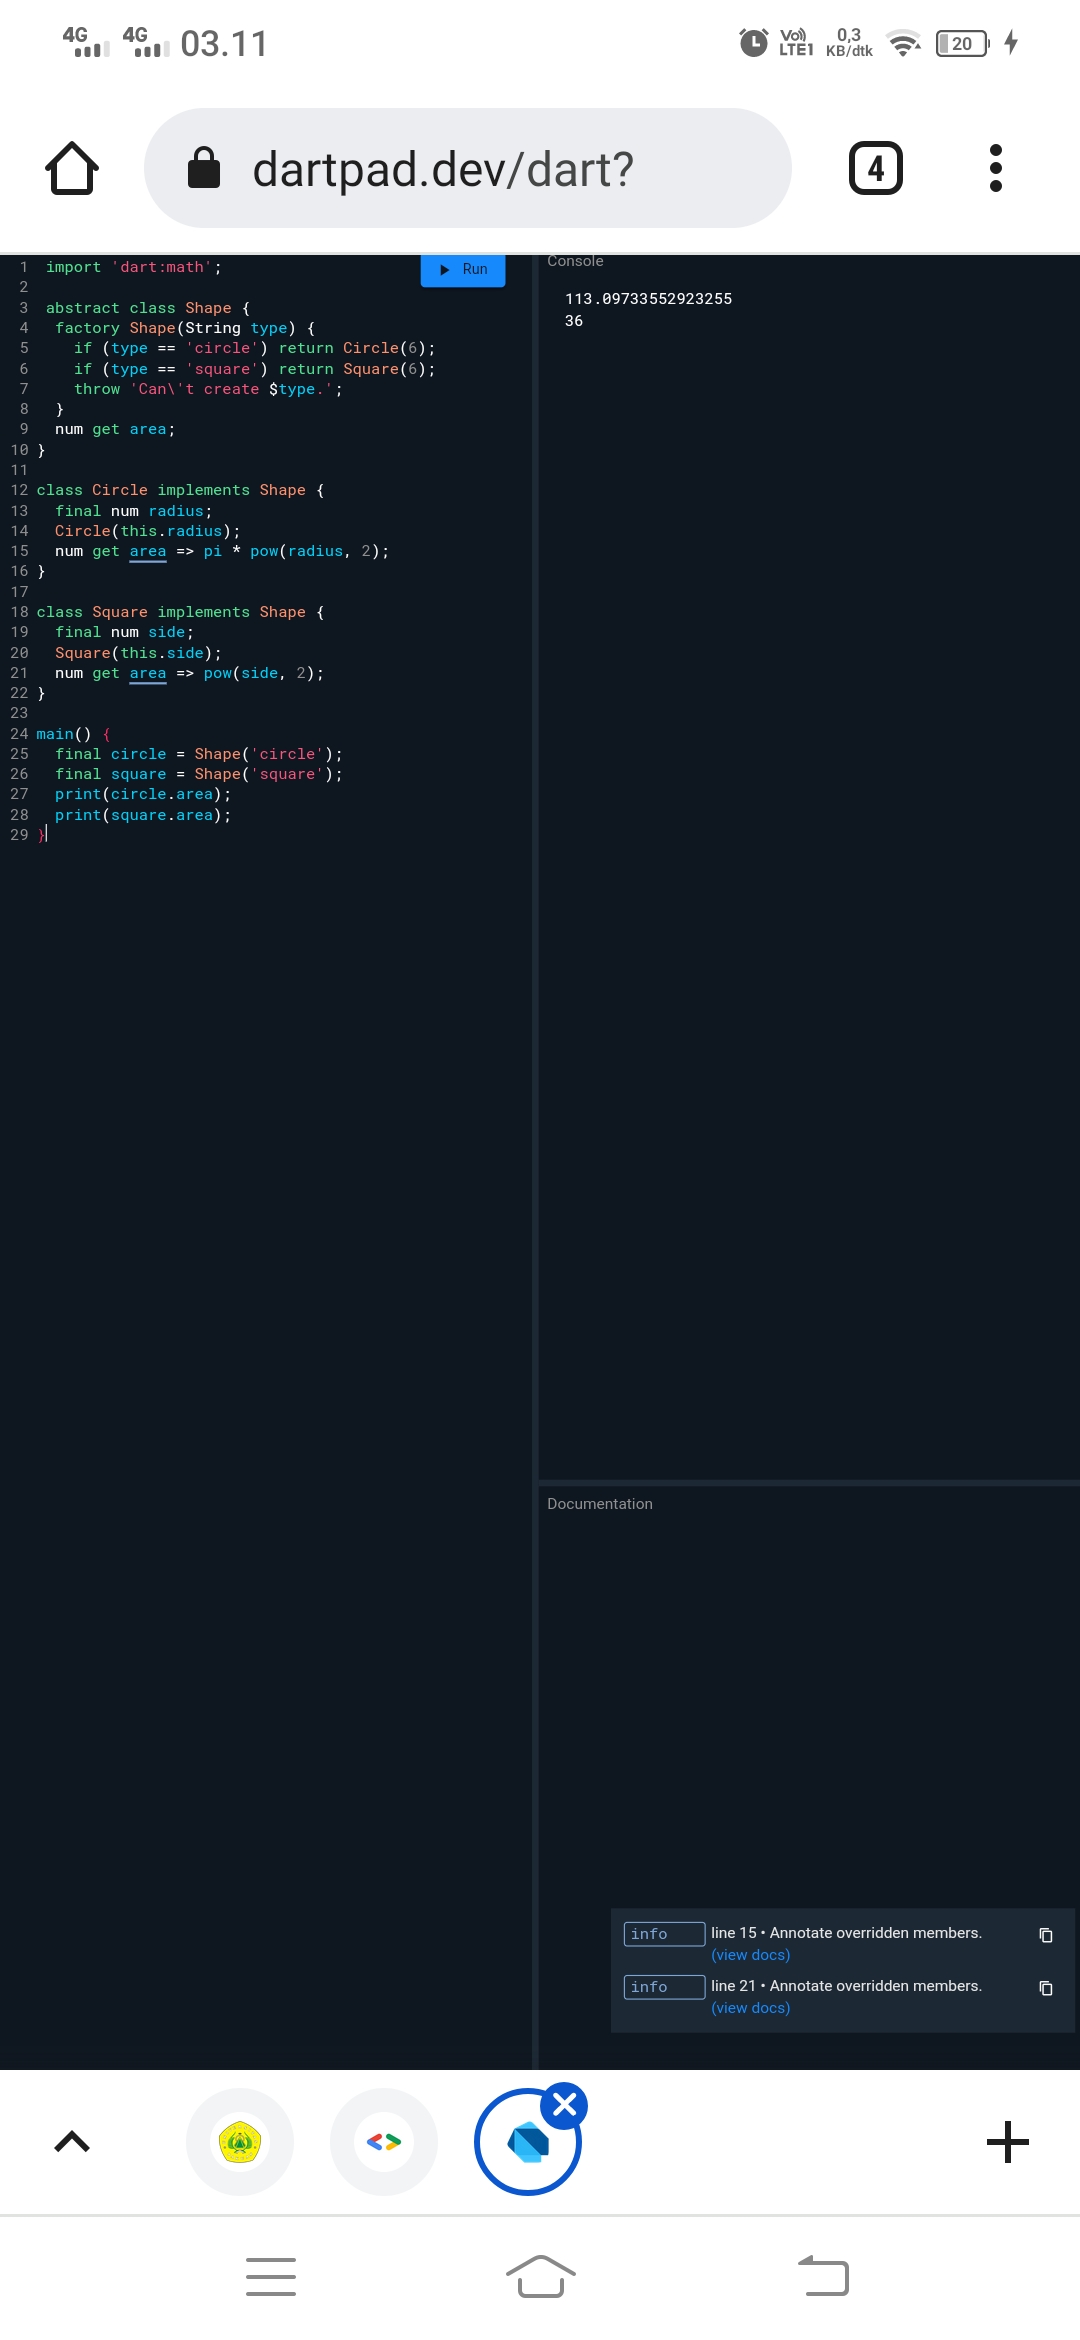 4G 4G 03.11 Vo)) LTE1 0,3 KB/dtk 20
dartpad.dev/dart? 4
1 import 'dart:math';
2
3 abstract class Shape {
4 factory Shape(String type) {
5 if (type == 'circle') return Circle(6);
6 if (type == 'square') return Square(6);
7 throw 'Can\'t create $type.';
8 }
9 num get area;
10 }
11
12 class Circle implements Shape {
13 final num radius;
14 Circle(this.radius);
15 num get area => pi * pow(radius, 2);
16 }
17
18 class Square implements Shape {
19 final num side;
20 Square(this.side);
21 num get area => pow(side, 2);
22 }
23
24 main() {
25 final circle = Shape('circle');
26 final square = Shape('square');
27 print(circle.area);
28 print(square.area);
29 }
Run
Console
113.09733552923255
36
Documentation
info line 15 • Annotate overridden members.
(view docs)
info line 21 • Annotate overridden members.
(view docs)